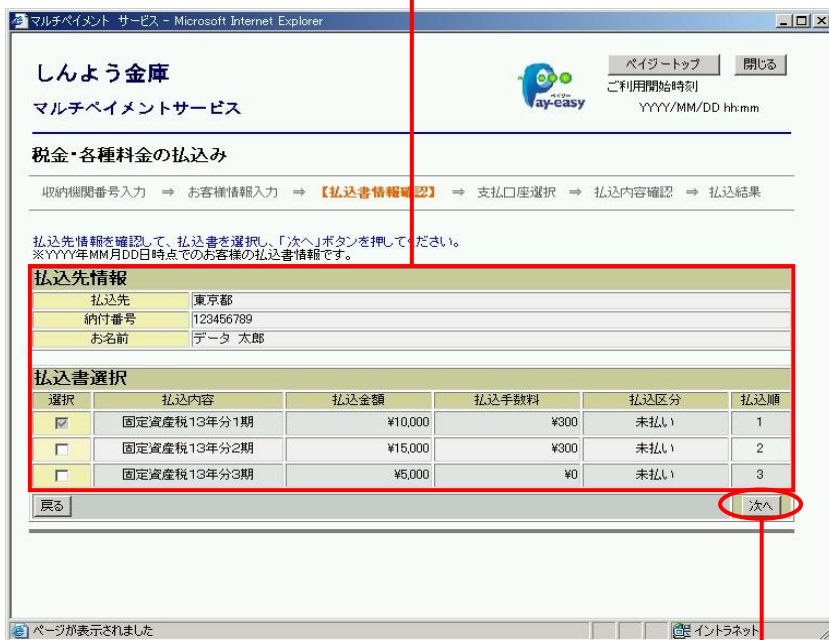 マルチペイメント サービス - Microsoft Internet Explorer
しんよう金庫
マルチペイメントサービス
ペイジー
Pay-easy
ペイジートップ 閉じる
ご利用開始時刻
YYYY/MM/DD hh:mm
税金・各種料金の払込み
収納機関番号入力 ⇒ お客様情報入力 ⇒ 【払込書情報確認】 ⇒ 支払口座選択 ⇒ 払込内容確認 ⇒ 払込結果
払込先情報を確認して、払込書を選択し、「次へ」ボタンを押してください。
※YYYY年MM月DD日時点でのお客様の払込書情報です。
払込先情報
払込先 東京都
納付番号 123456789
お名前 データ 太郎
払込書選択
選択 払込内容 払込金額 払込手数料 払込区分 払込順
固定資産税13年分1期 ¥10,000 ¥300 未払い 1
固定資産税13年分2期 ¥15,000 ¥300 未払い 2
固定資産税13年分3期 ¥5,000 ¥0 未払い 3
戻る 次へ
ページが表示されました イントラネット